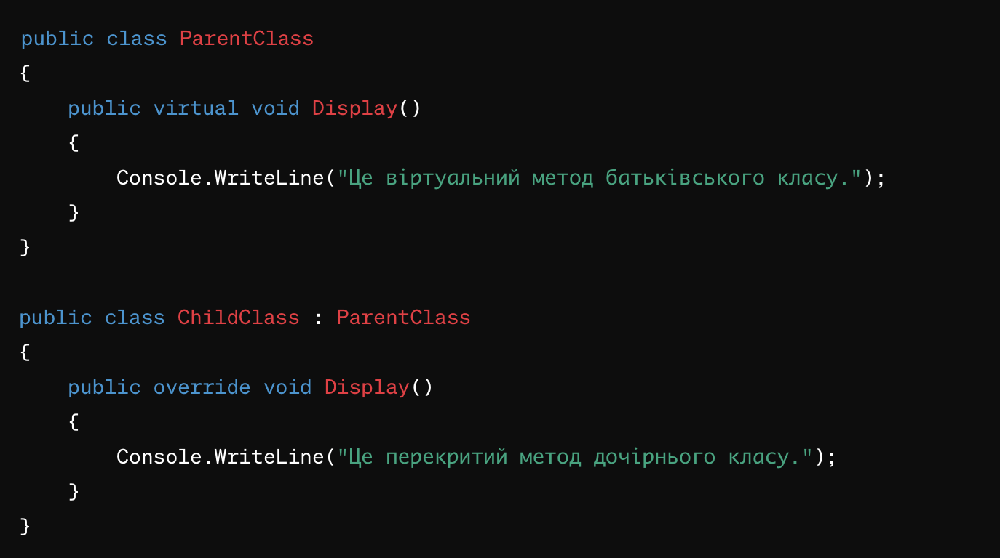 public class ParentClass
{
    public virtual void Display()
    {
        Console.WriteLine("Це віртуальний метод батьківського класу.");
    }
}

public class ChildClass : ParentClass
{
    public override void Display()
    {
        Console.WriteLine("Це перекритий метод дочірнього класу.");
    }
}